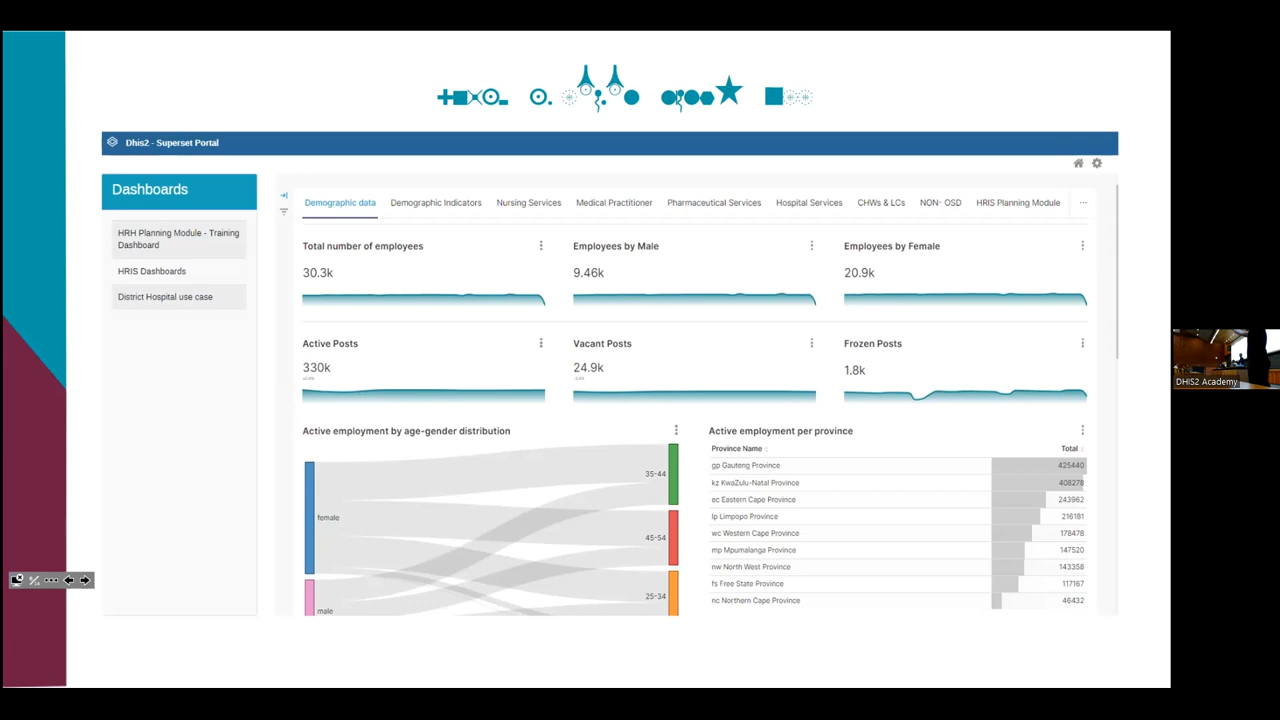 Dhis2 - Superset Portal
Dashboards
HRH Planning Module - Training
Dashboard
HRIS Dashboards
District Hospital use case
Demographic data Demographic Indicators Nursing Services Medical Practitioner Pharmaceutical Services Hospital Services CHWs & LCs NON- OSD HRIS Planning Module ...
Total number of employees
30.3k
Employees by Male
9.46k
Employees by Female
20.9k
Active Posts
330k
Vacant Posts
24.9k
Frozen Posts
1.8k
Active employment by age-gender distribution
female
male
35-44
45-54
25-34
Active employment per province
Province Name Total
gp Gauteng Province 425440
kz KwaZulu-Natal Province 408278
ec Eastern Cape Province 243962
lp Limpopo Province 216181
wc Western Cape Province 178478
mp Mpumalanga Province 147520
nw North West Province 143358
fs Free State Province 117167
nc Northern Cape Province 46432
DHIS2 Academy